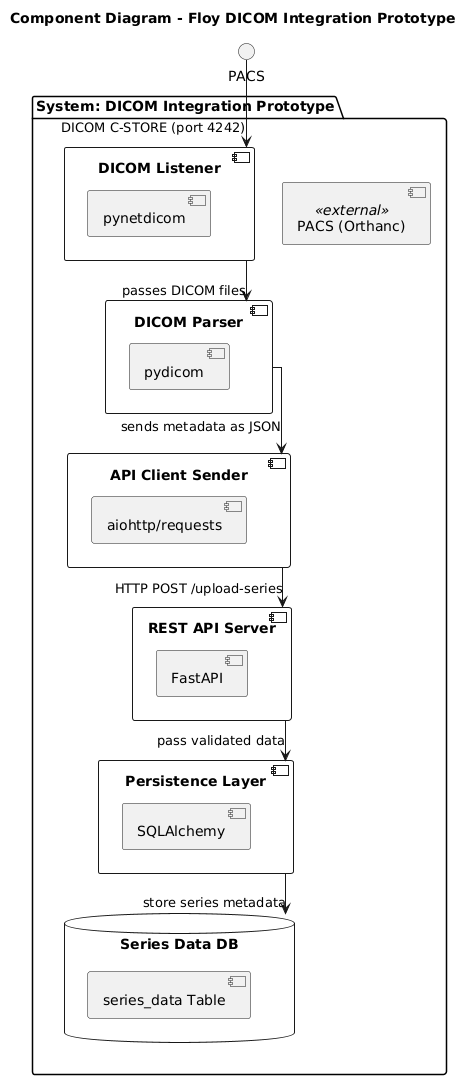 Component Diagram - Floy DICOM Integration Prototype
PACS
System: DICOM Integration Prototype
DICOM C-STORE (port 4242)
DICOM Listener
pynetdicom
«external»
PACS (Orthanc)
passes DICOM files
DICOM Parser
pydicom
sends metadata as JSON
API Client Sender
aiohttp/requests
HTTP POST /upload-series
REST API Server
FastAPI
pass validated data
Persistence Layer
SQLAlchemy
store series metadata
Series Data DB
series_data Table